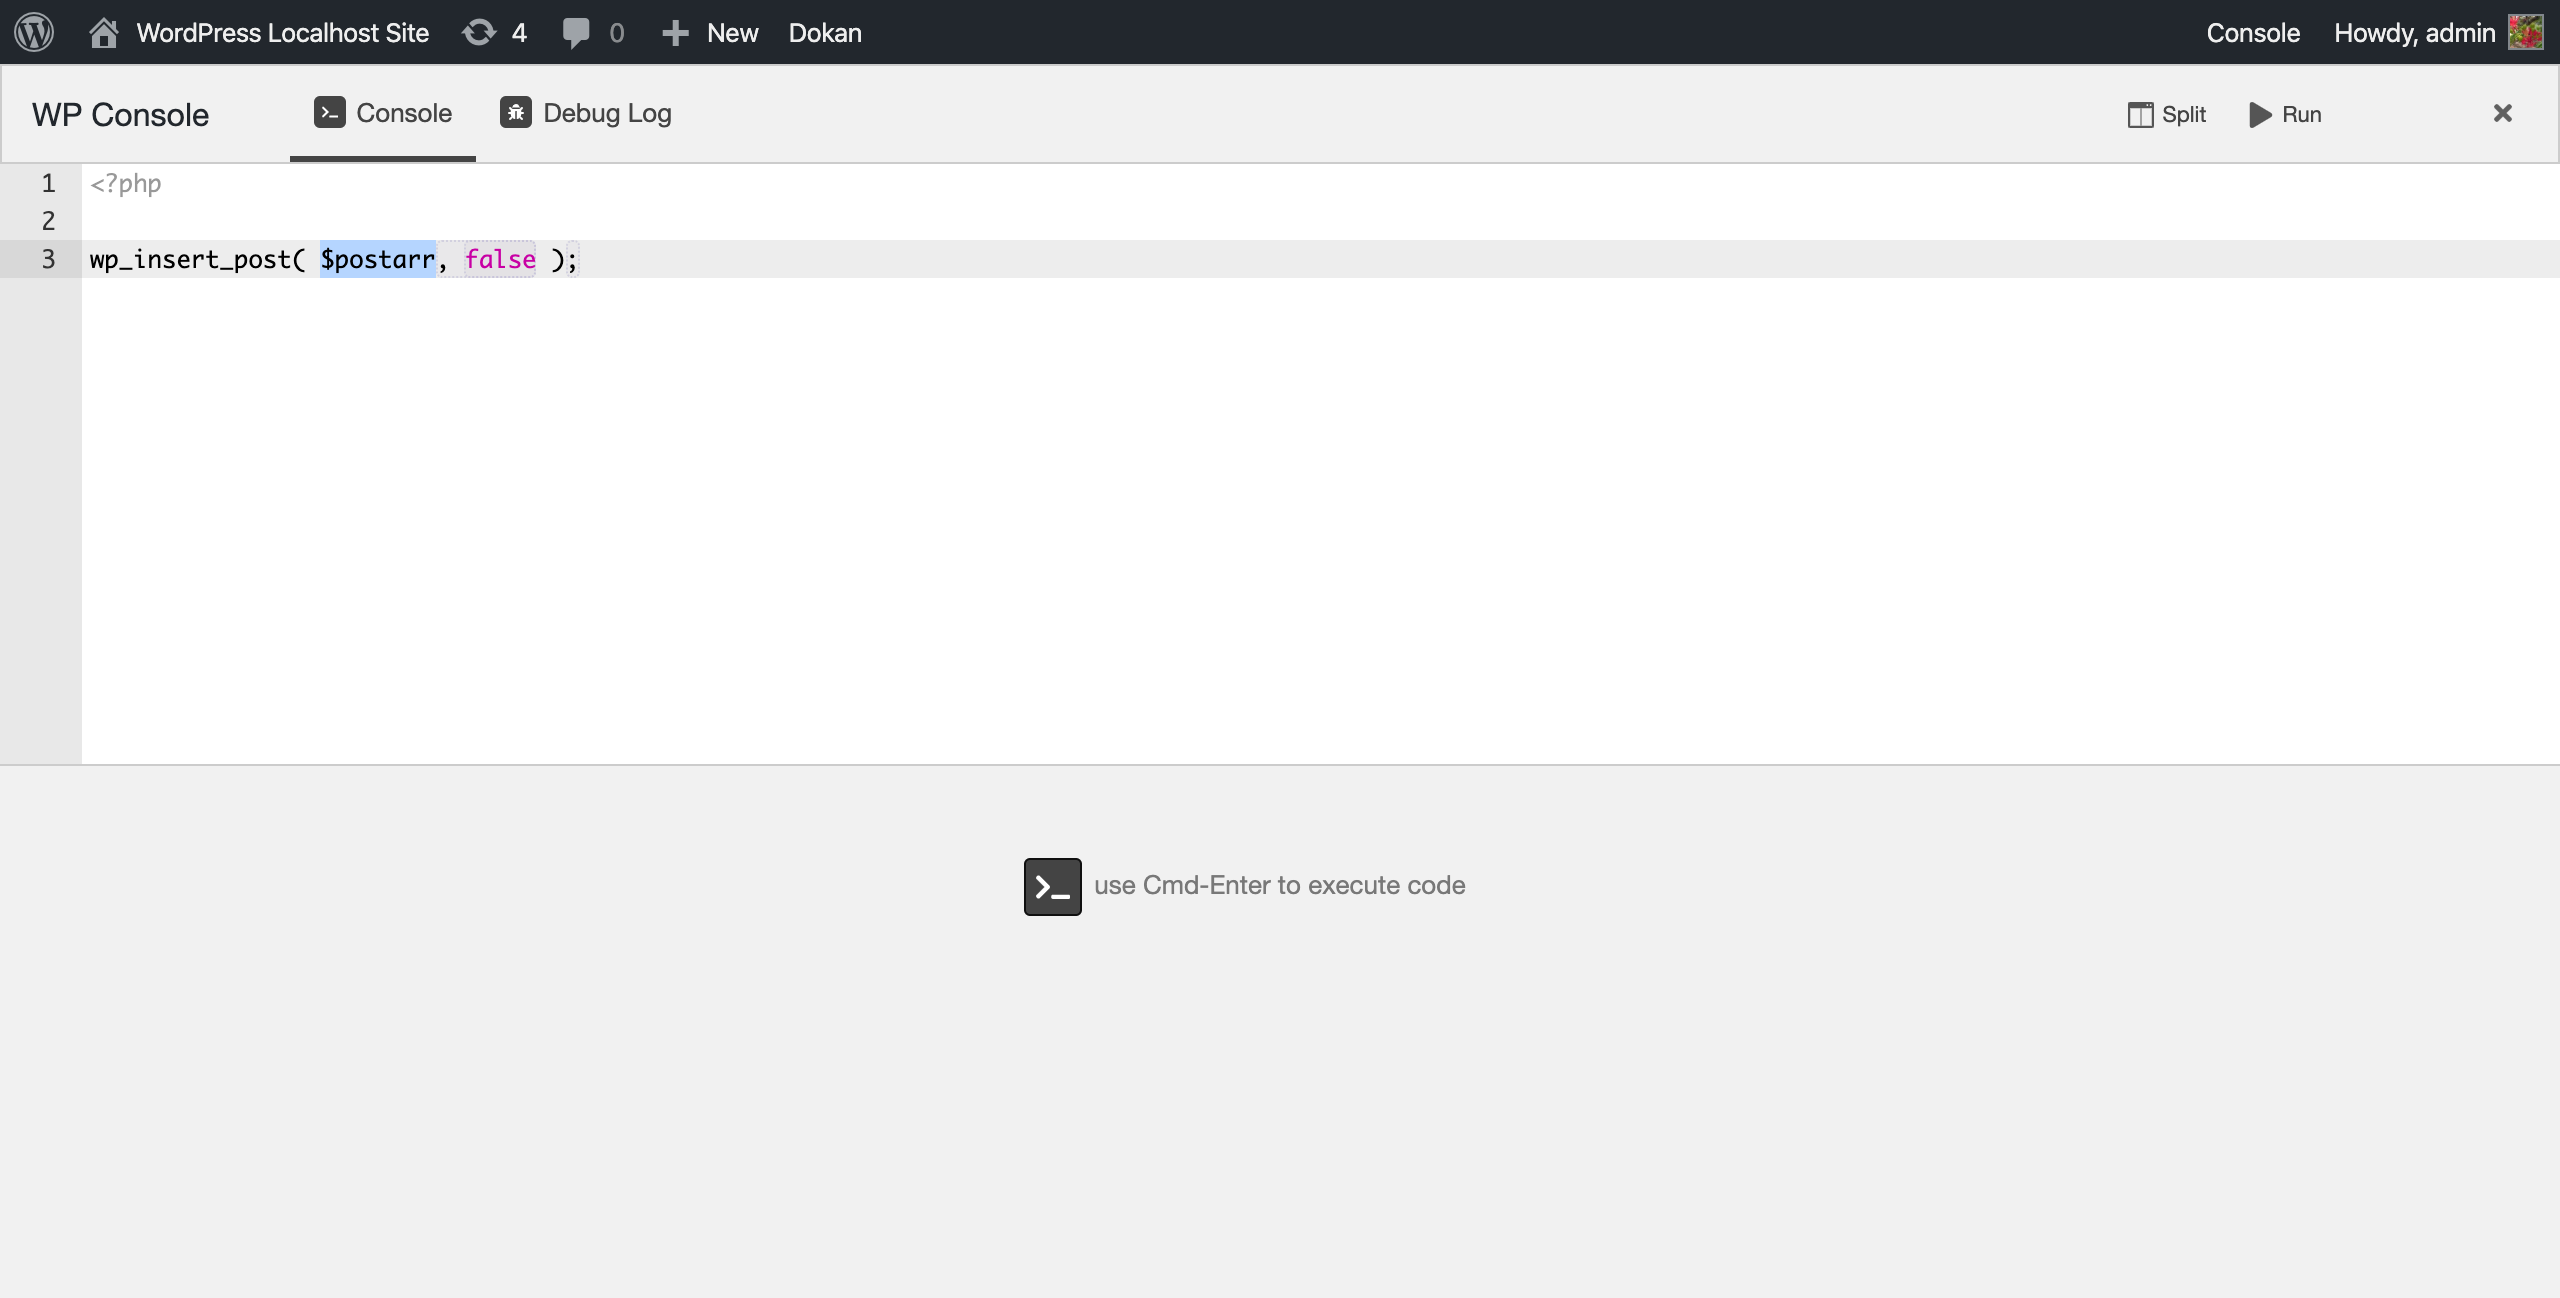 WordPress Localhost Site 4 0 New Dokan Console Howdy, admin
WP Console Console Debug Log Split Run
1 <?php
2
3 wp_insert_post( $postarr, false );
use Cmd-Enter to execute code